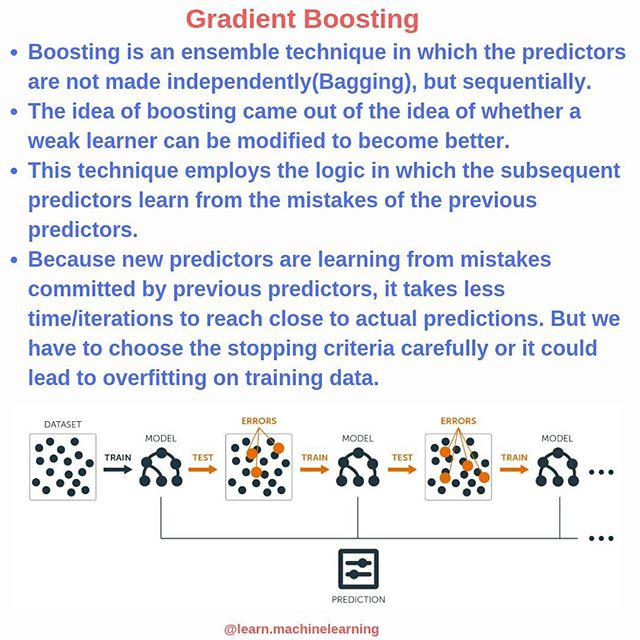 Gradient Boosting
• Boosting is an ensemble technique in which the predictors
are not made independently(Bagging), but sequentially.
• The idea of boosting came out of the idea of whether a
weak learner can be modified to become better.
• This technique employs the logic in which the subsequent
predictors learn from the mistakes of the previous
predictors.
• Because new predictors are learning from mistakes
committed by previous predictors, it takes less
time/iterations to reach close to actual predictions. But we
have to choose the stopping criteria carefully or it could
lead to overfitting on training data.
DATASET
TRAIN
MODEL
TEST
ERRORS
TRAIN
MODEL
TEST
ERRORS
TRAIN
MODEL
PREDICTION
@learn.machinelearning